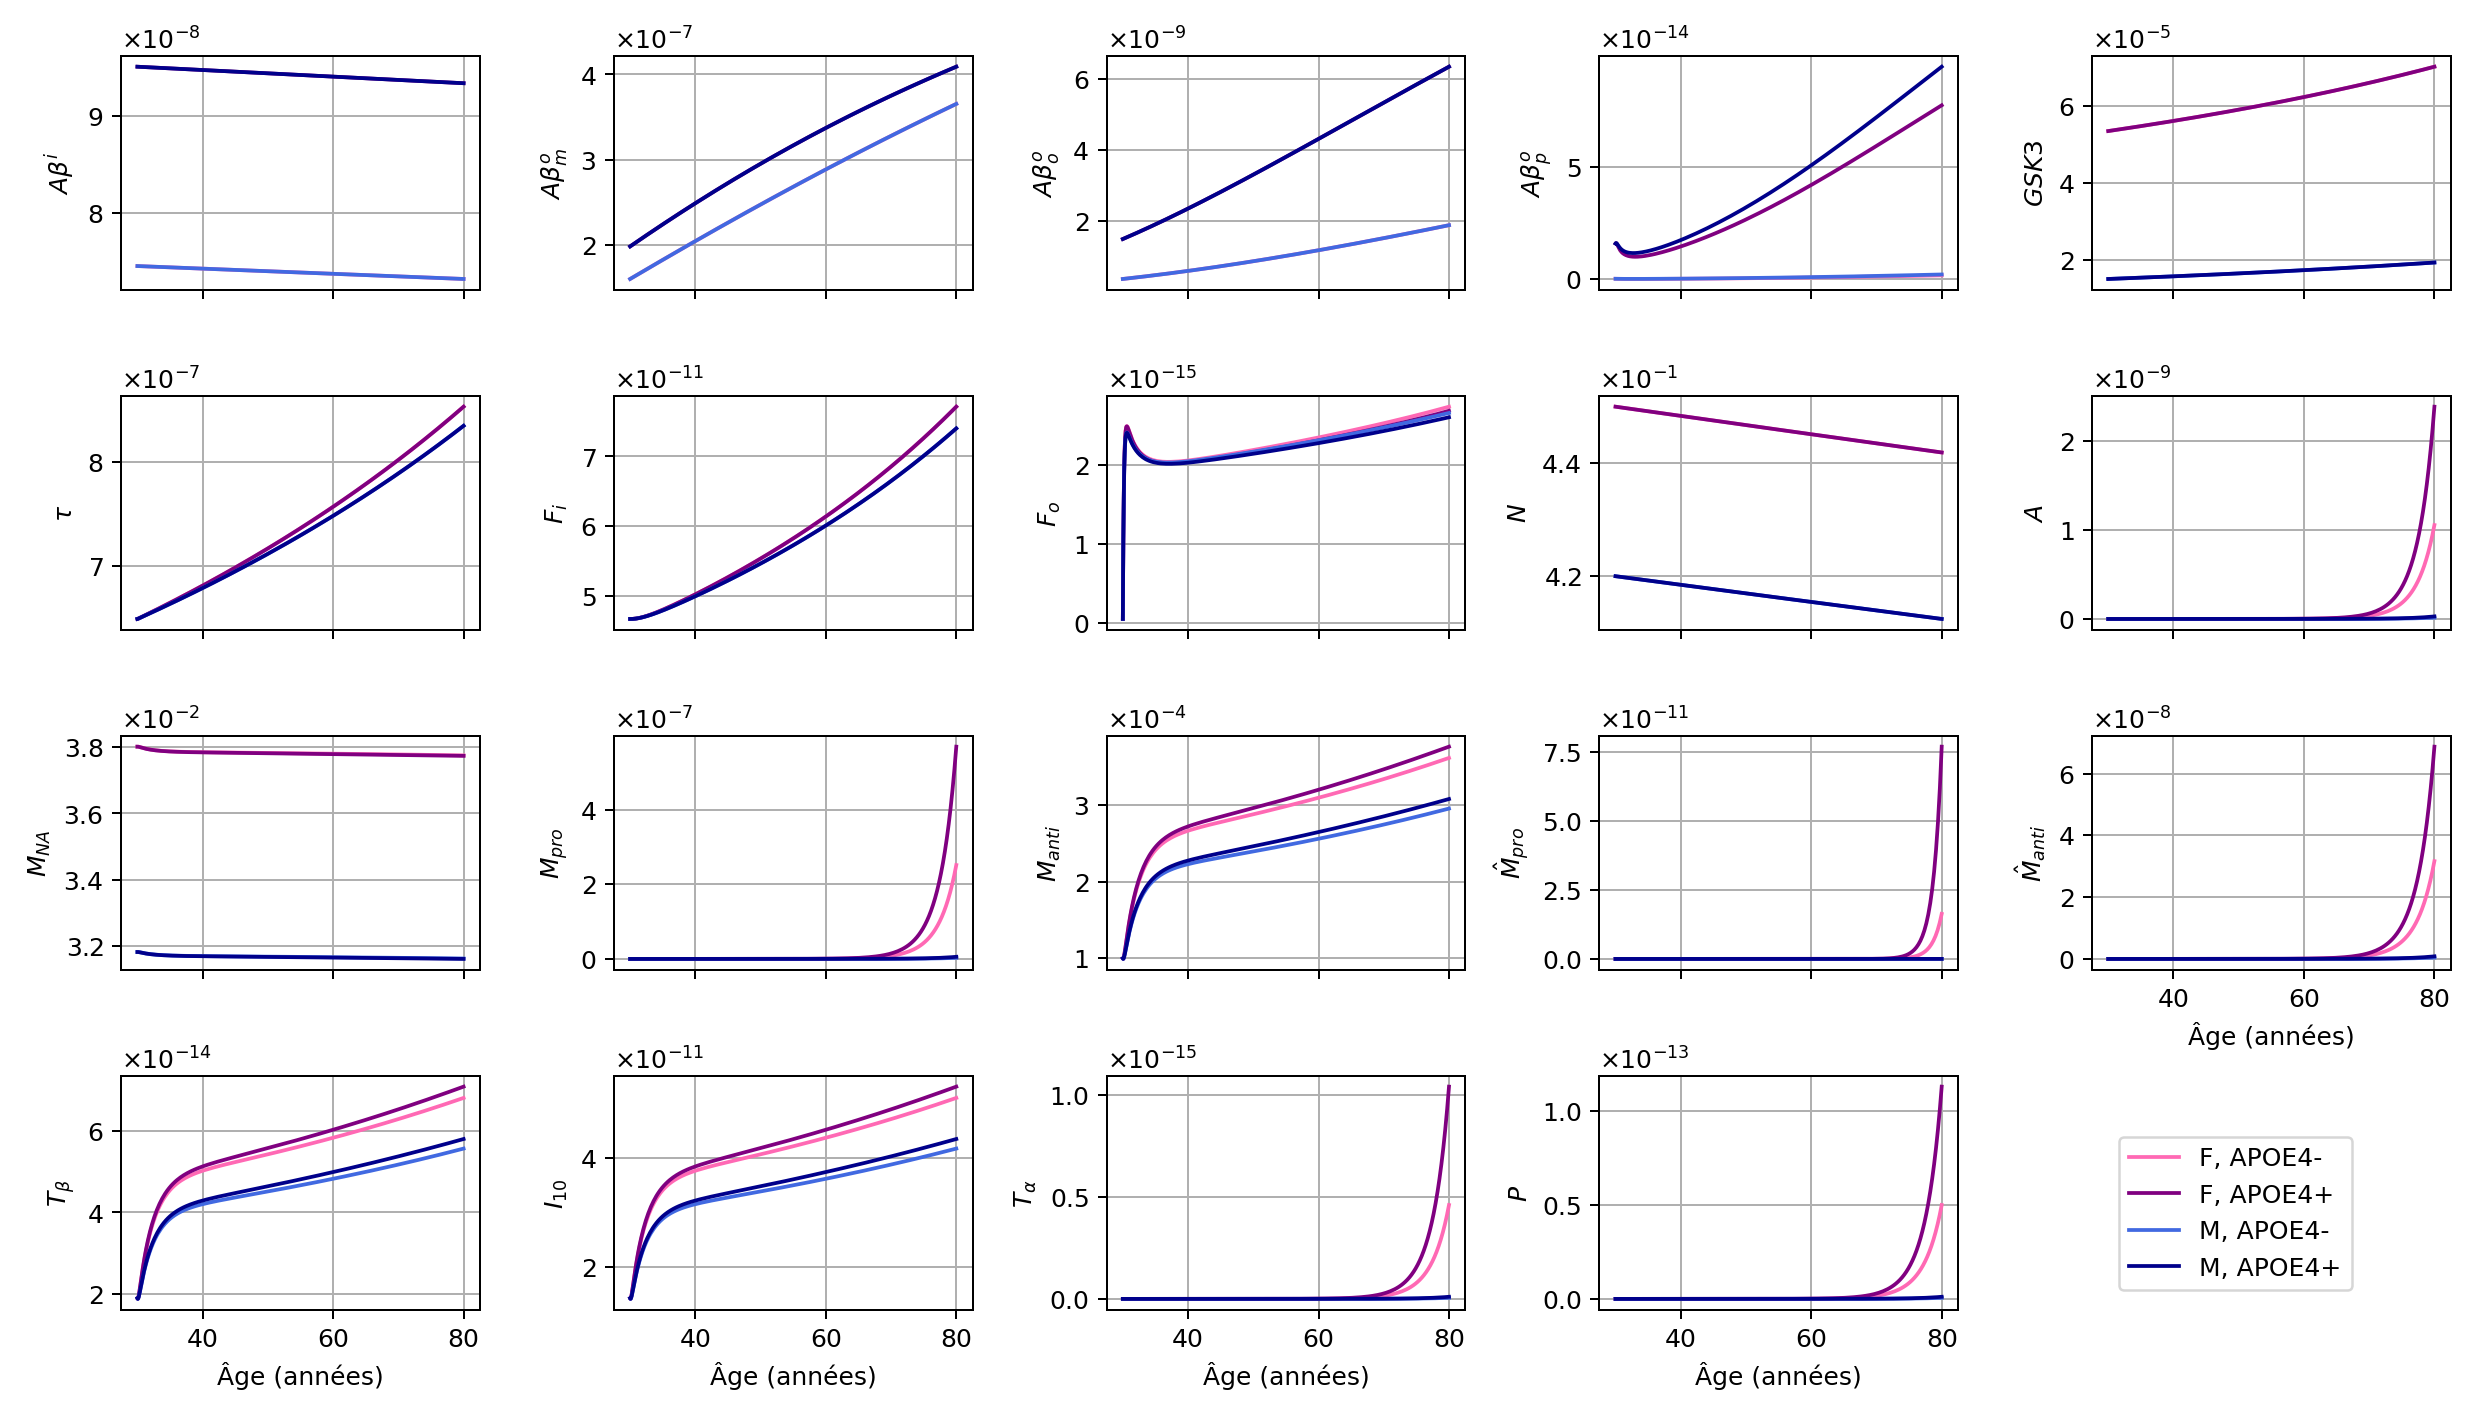 ×10⁻⁸ ×10⁻⁷ ×10⁻⁹ ×10⁻¹⁴ ×10⁻⁵
Aβⁱ 9 8
Aβₘᵒ 4 3 2
Aβₒᵒ 6 4 2
Aβₚᵒ 5 0
GSK3 6 4 2
×10⁻⁷ ×10⁻¹¹ ×10⁻¹⁵ ×10⁻¹ ×10⁻⁹
τ 8 7
Fᵢ 7 6 5
Fₒ 2 1 0
N 4.4 4.2
A 2 1 0
×10⁻² ×10⁻⁷ ×10⁻⁴ ×10⁻¹¹ ×10⁻⁸
M_NA 3.8 3.6 3.4 3.2
M_pro 4 2 0
M_anti 3 2 1
M̂_pro 7.5 5.0 2.5 0.0
M̂_anti 6 4 2 0
40 60 80
Âge (années)
×10⁻¹⁴ ×10⁻¹¹ ×10⁻¹⁵ ×10⁻¹³
T_β 6 4 2
I₁₀ 4 2
T_α 1.0 0.5 0.0
P 1.0 0.5 0.0
40 60 80 40 60 80 40 60 80 40 60 80
Âge (années) Âge (années) Âge (années) Âge (années)
F, APOE4-
F, APOE4+
M, APOE4-
M, APOE4+